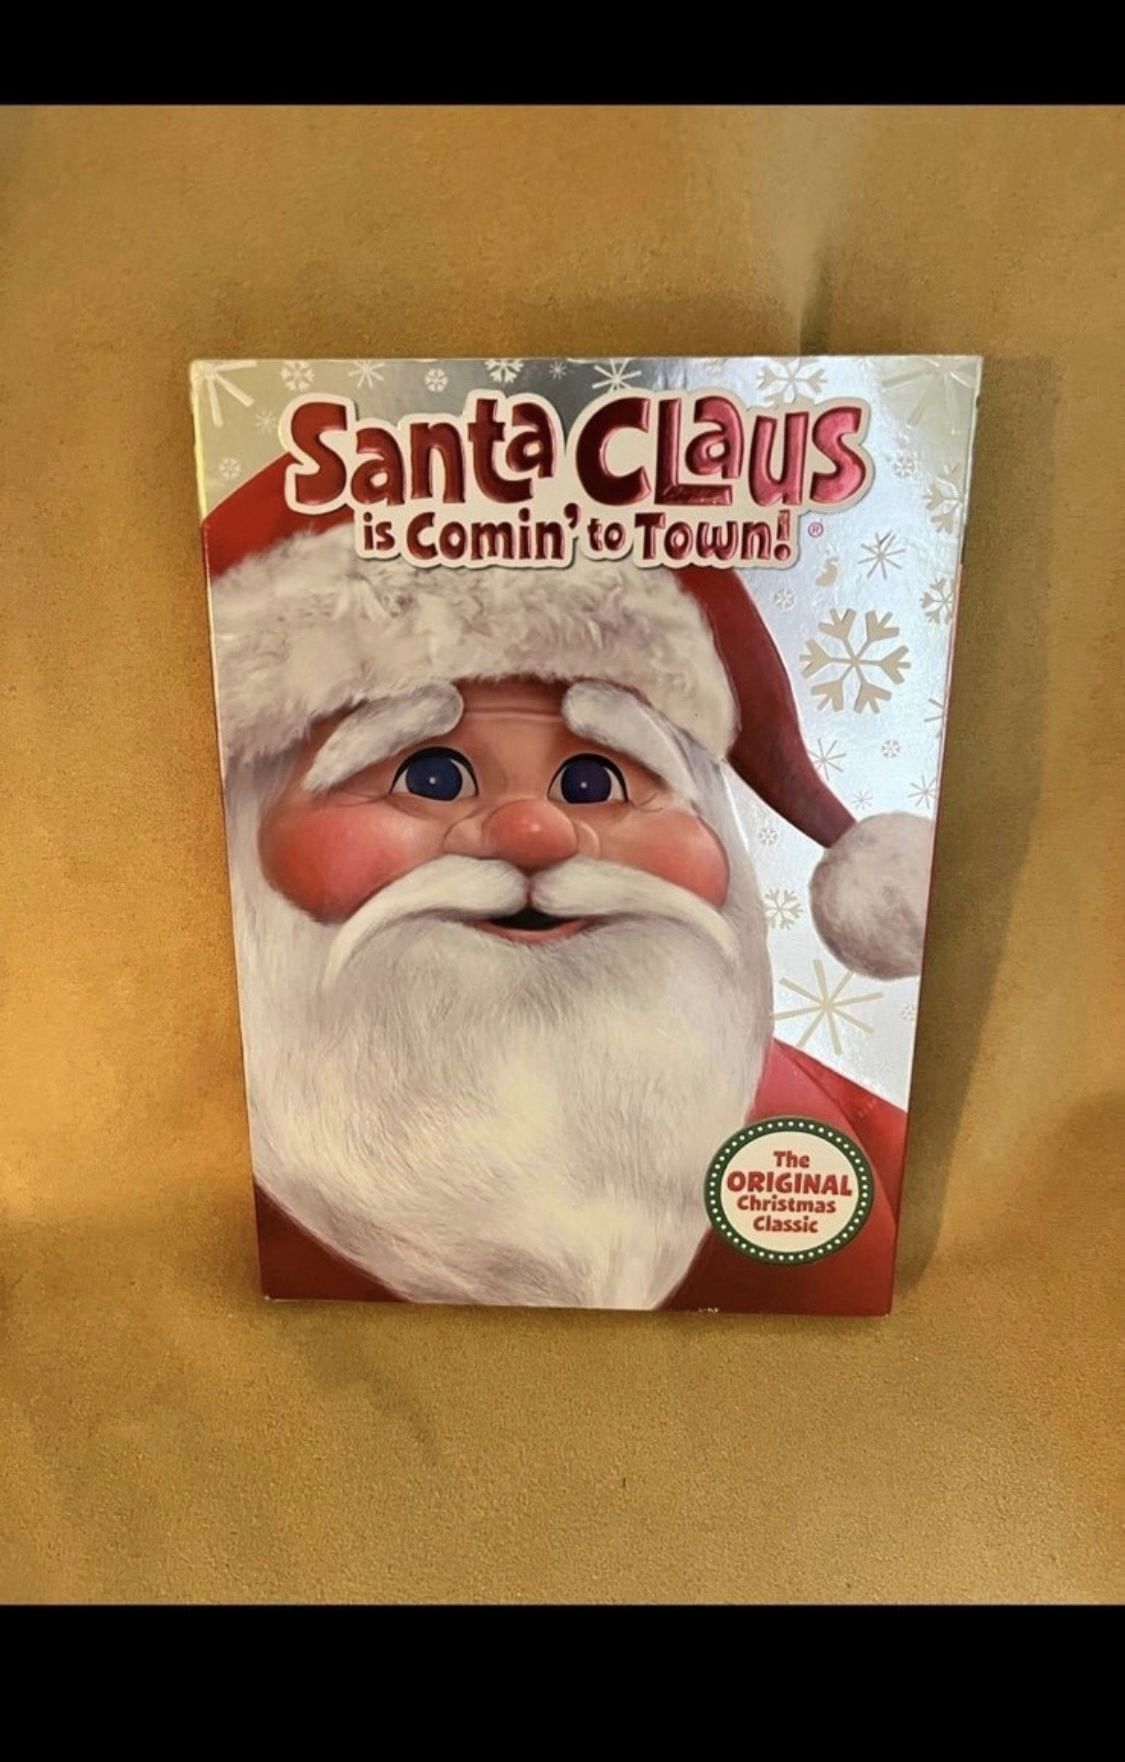 Santa Claus
is Comin' to Town! ®
The
ORIGINAL
Christmas
Classic